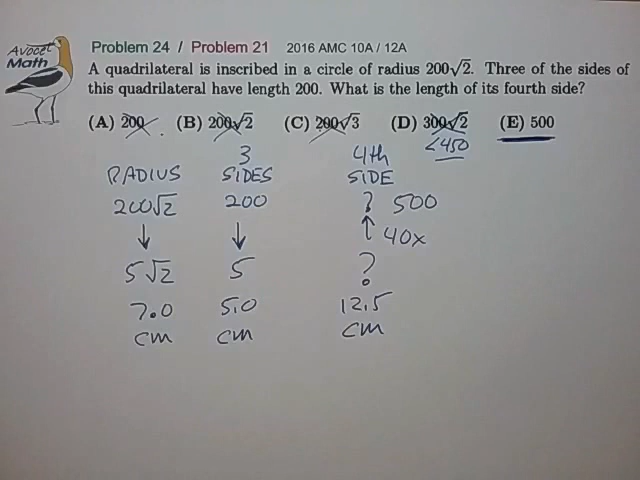 Avocet
Math
Problem 24 / Problem 21 2016 AMC 10A / 12A
A quadrilateral is inscribed in a circle of radius 200√2. Three of the sides of
this quadrilateral have length 200. What is the length of its fourth side?
(A) 200 (B) 200√2 (C) 200√3 (D) 300√2 (E) 500
<450
RADIUS 3 SIDES 4th SIDE
200√2 200 ? 500
↓ ↓ ↑ 40x
5√2 5 ?
7.0 5.0 12.5
cm cm cm